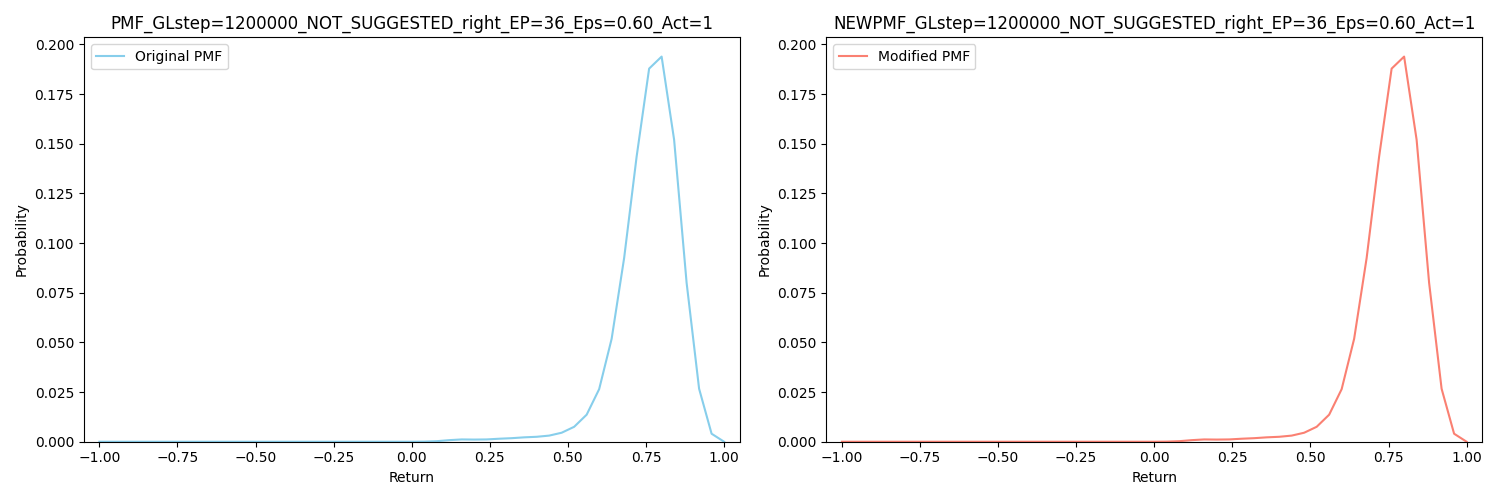 PMF_GLstep=1200000_NOT_SUGGESTED_right_EP=36_Eps=0.60_Act=1
Original PMF
Probability
0.200
0.175
0.150
0.125
0.100
0.075
0.050
0.025
0.000
−1.00 −0.75 −0.50 −0.25 0.00 0.25 0.50 0.75 1.00
Return
NEWPMF_GLstep=1200000_NOT_SUGGESTED_right_EP=36_Eps=0.60_Act=1
Modified PMF
Probability
0.200
0.175
0.150
0.125
0.100
0.075
0.050
0.025
0.000
−1.00 −0.75 −0.50 −0.25 0.00 0.25 0.50 0.75 1.00
Return